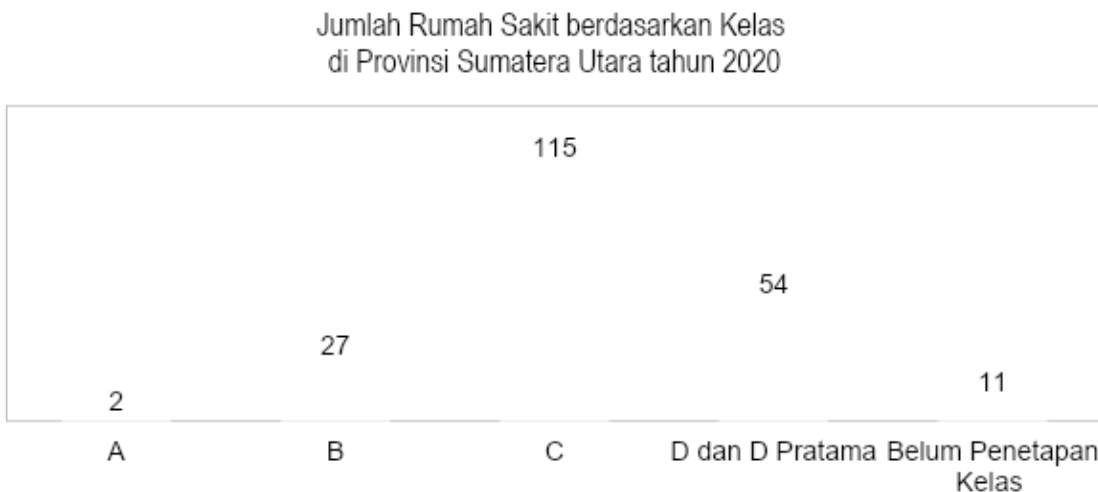 Jumlah Rumah Sakit berdasarkan Kelas
di Provinsi Sumatera Utara tahun 2020
115
54
27
11
2
A B C D dan D Pratama Belum Penetapan
Kelas